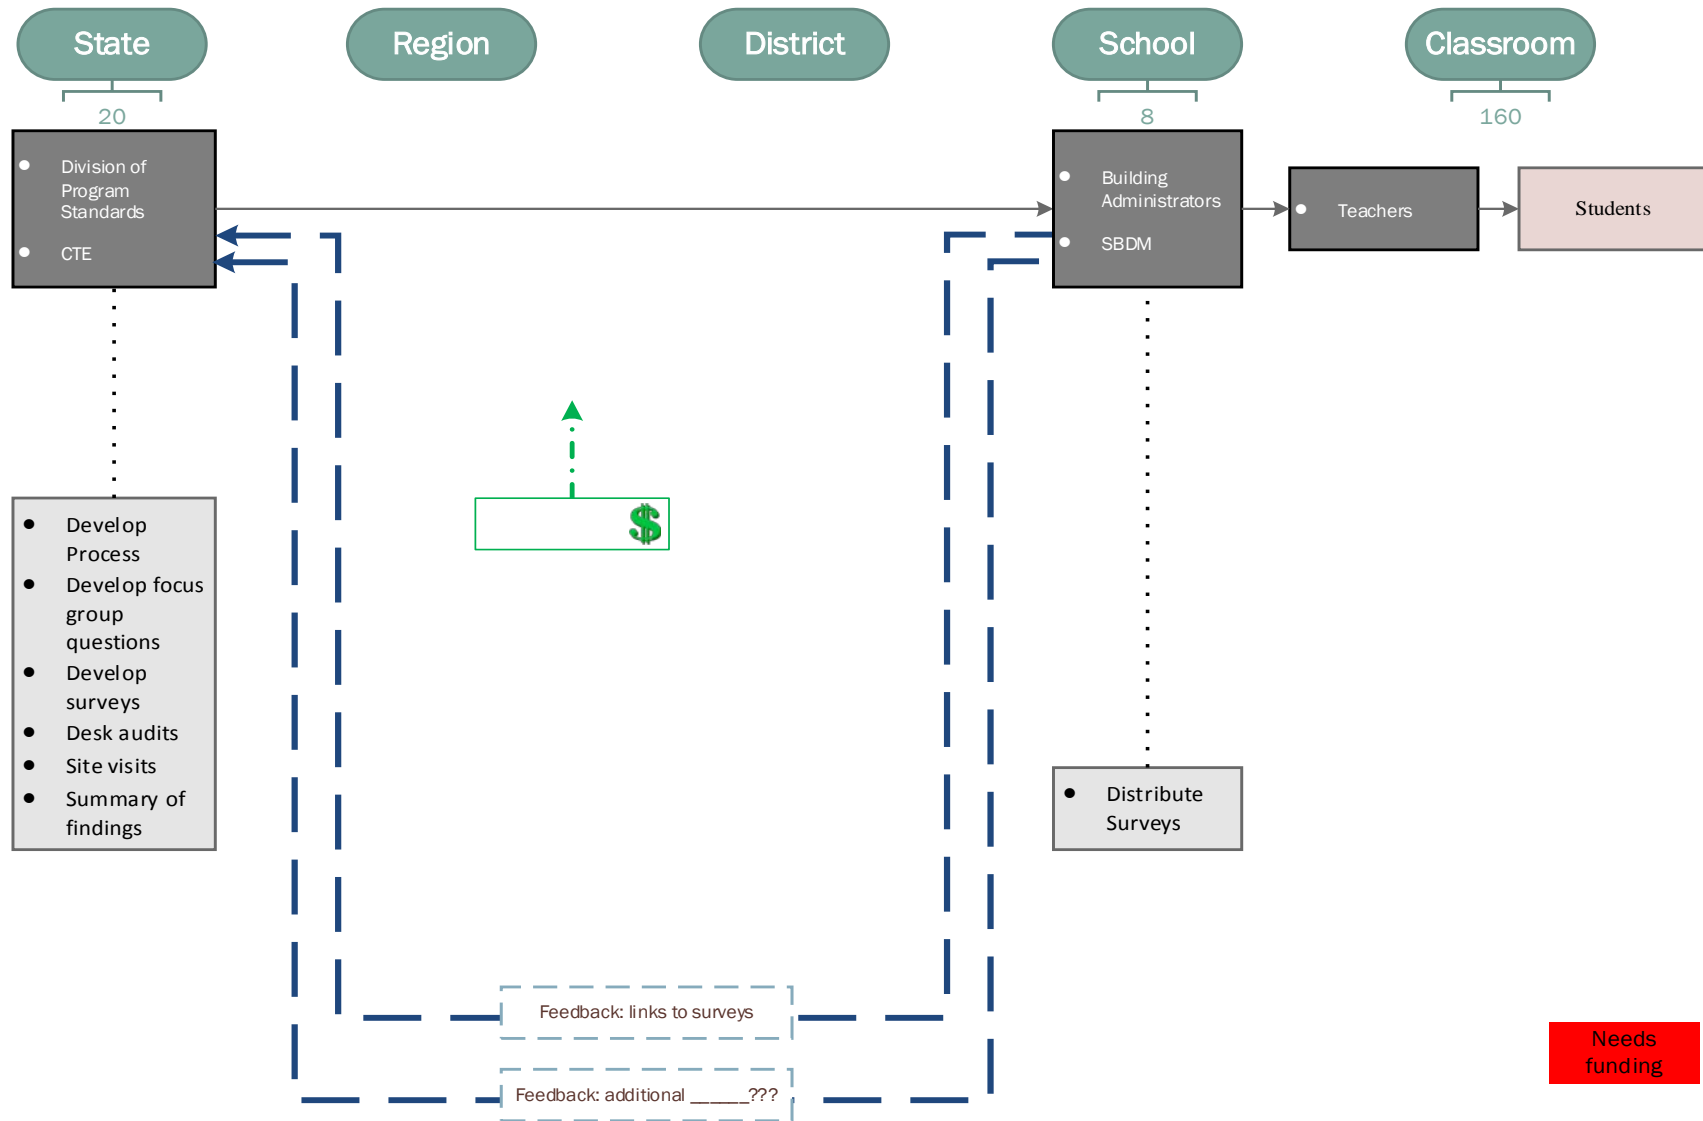 State
Region
District
School
Classroom
20
8
160
• Division of
Program
Standards
• CTE
• Building
Administrators
• SBDM
• Teachers
Students
$
• Develop
Process
• Develop focus
group
questions
• Develop
surveys
• Desk audits
• Site visits
• Summary of
findings
• Distribute
Surveys
Feedback: links to surveys
Feedback: additional ______???
Needs
funding